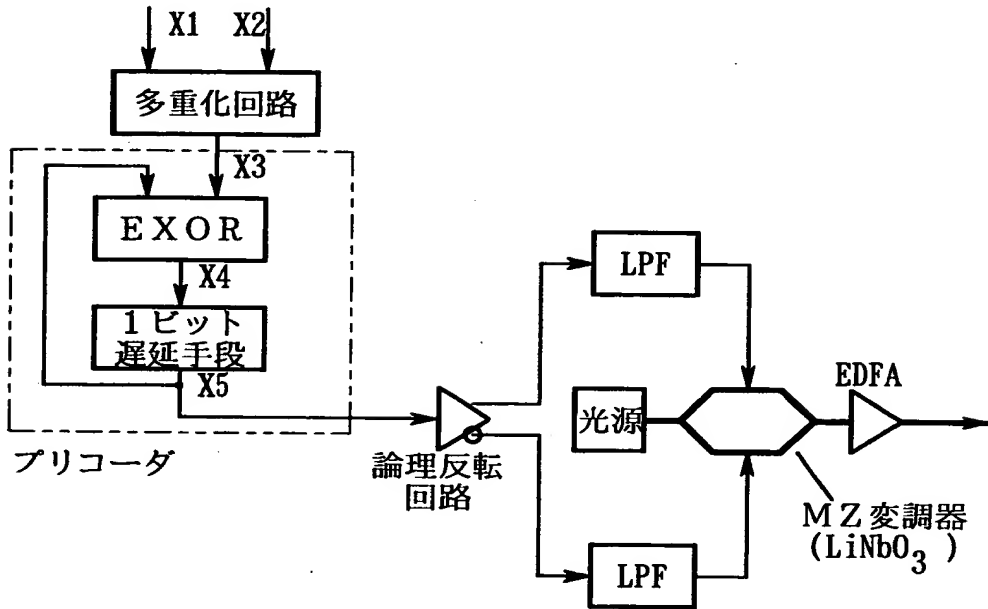 X1
X2
多重化回路
X3
EXOR
X4
1ビット
遅延手段
X5
プリコーダ
論理反転
回路
LPF
光源
LPF
EDFA
MZ変調器
(LiNbO3)